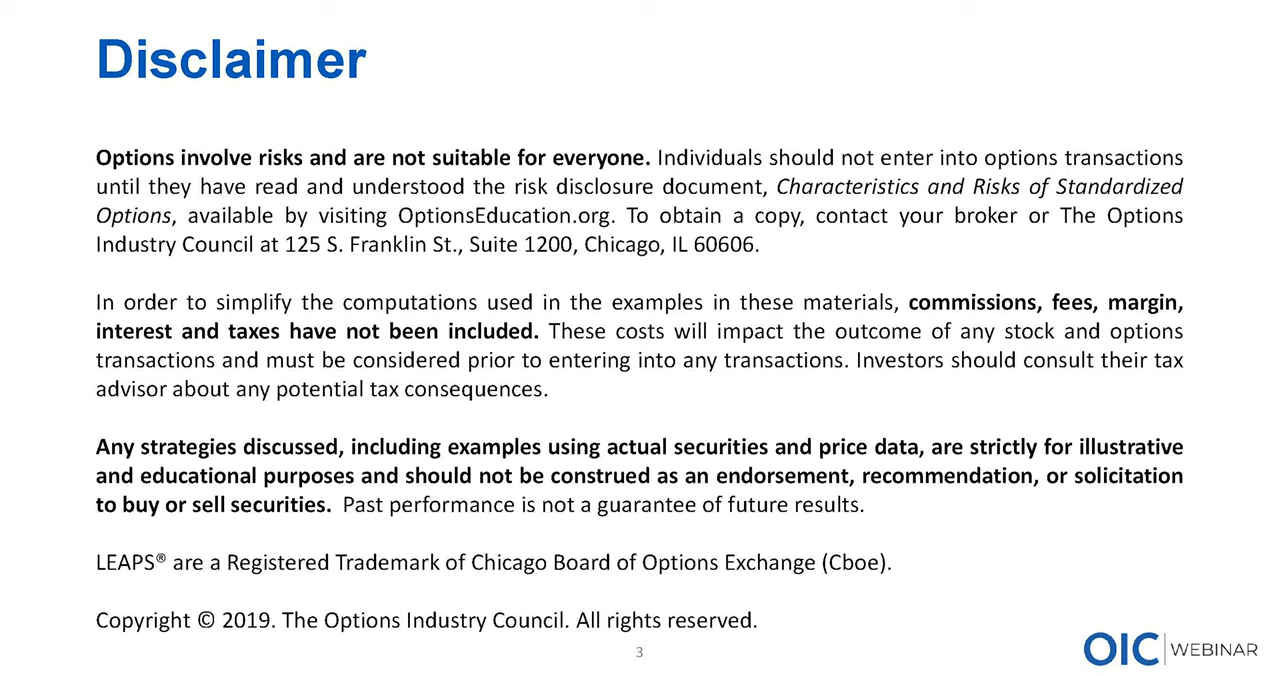 Disclaimer
Options involve risks and are not suitable for everyone. Individuals should not enter into options transactions
until they have read and understood the risk disclosure document, Characteristics and Risks of Standardized
Options, available by visiting OptionsEducation.org. To obtain a copy, contact your broker or The Options
Industry Council at 125 S. Franklin St., Suite 1200, Chicago, IL 60606.
In order to simplify the computations used in the examples in these materials, commissions, fees, margin,
interest and taxes have not been included. These costs will impact the outcome of any stock and options
transactions and must be considered prior to entering into any transactions. Investors should consult their tax
advisor about any potential tax consequences.
Any strategies discussed, including examples using actual securities and price data, are strictly for illustrative
and educational purposes and should not be construed as an endorsement, recommendation, or solicitation
to buy or sell securities. Past performance is not a guarantee of future results.
LEAPS® are a Registered Trademark of Chicago Board of Options Exchange (Cboe).
Copyright © 2019. The Options Industry Council. All rights reserved.
3
OIC WEBINAR